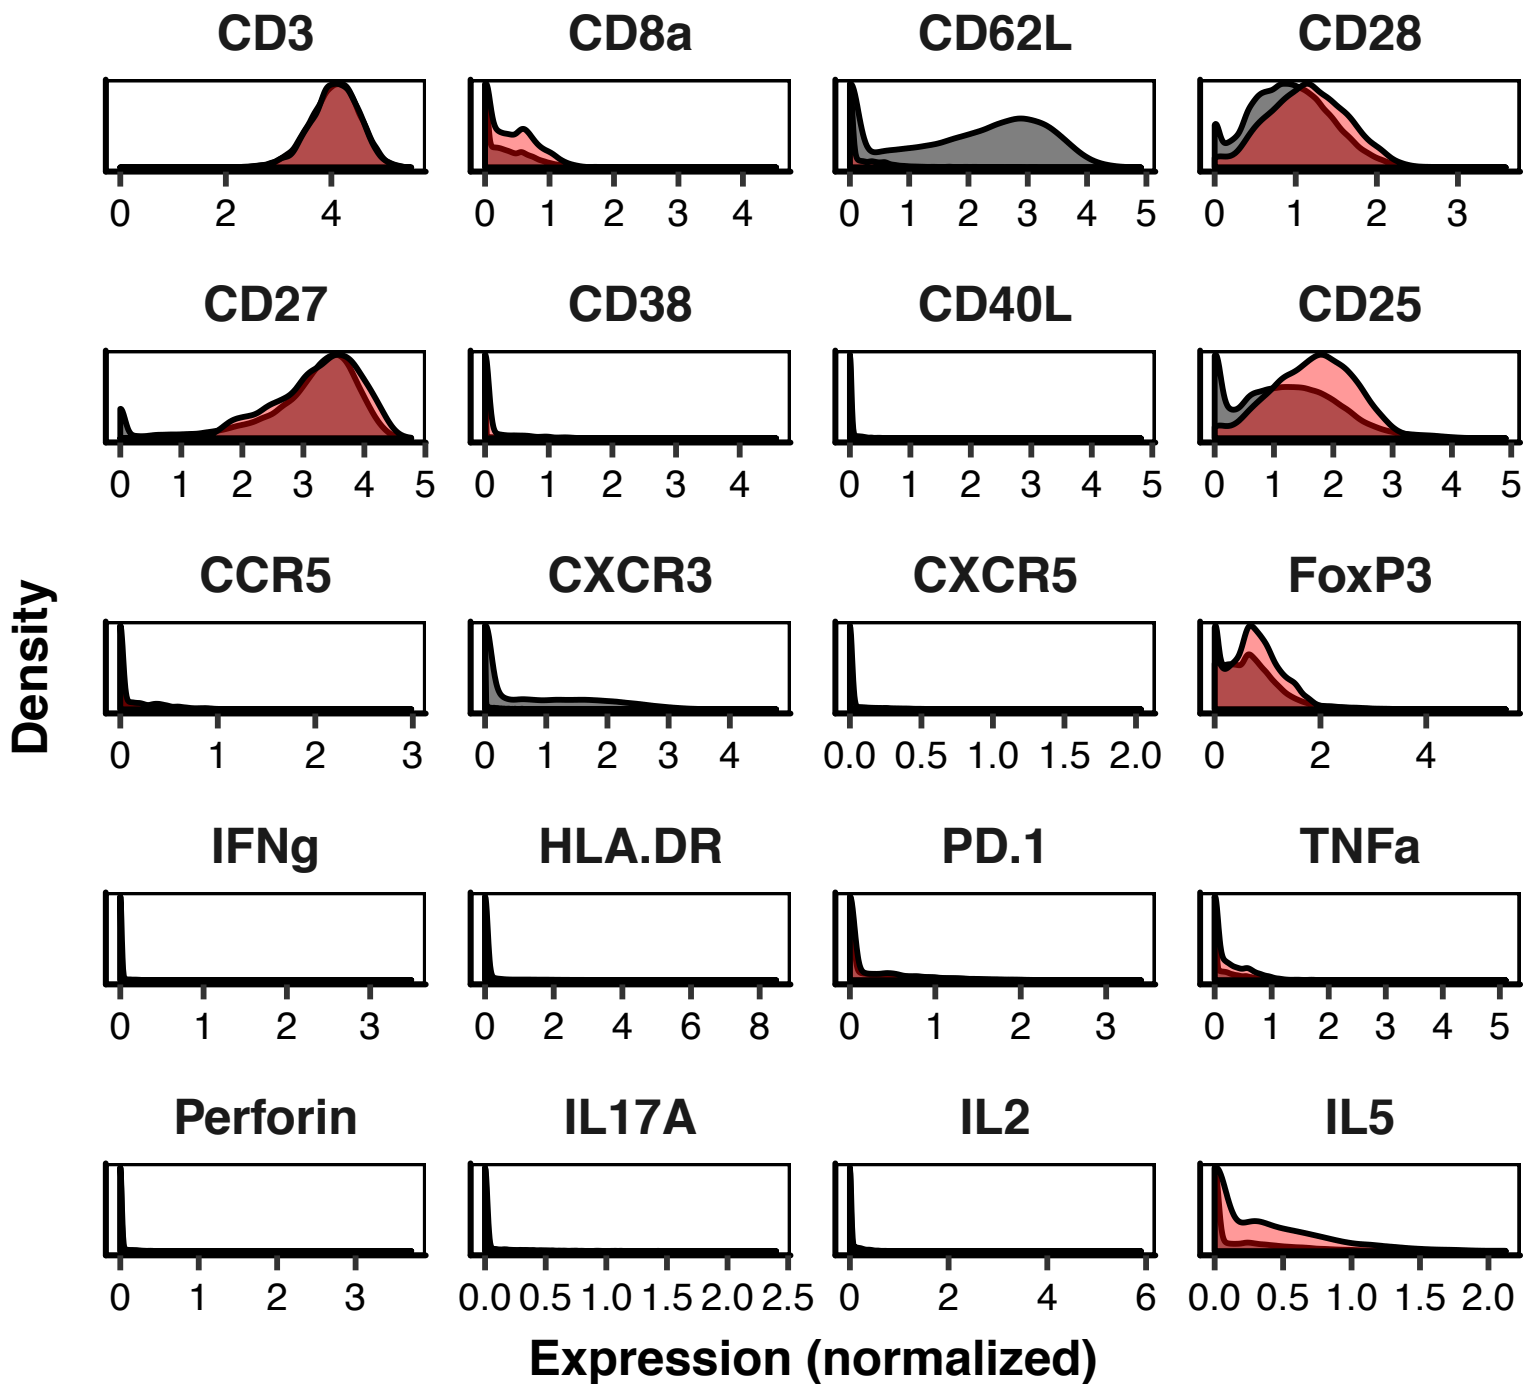 CD3 CD8a CD62L CD28
0 2 4 0 1 2 3 4 0 1 2 3 4 5 0 1 2 3
CD27 CD38 CD40L CD25
0 1 2 3 4 5 0 1 2 3 4 0 1 2 3 4 5 0 1 2 3 4 5
CCR5 CXCR3 CXCR5 FoxP3
0 1 2 3 0 1 2 3 4 0.0 0.5 1.0 1.5 2.0 0 2 4
IFNg HLA.DR PD.1 TNFa
0 1 2 3 0 2 4 6 8 0 1 2 3 0 1 2 3 4 5
Perforin IL17A IL2 IL5
0 1 2 3 0.0 0.5 1.0 1.5 2.0 2.5 0 2 4 6 0.0 0.5 1.0 1.5 2.0
Density
Expression (normalized)